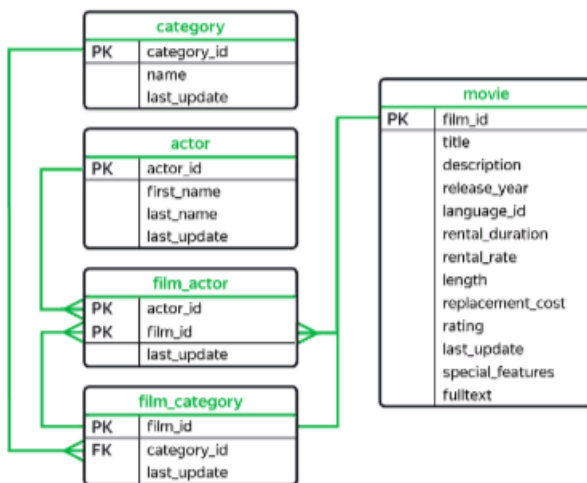 category
PK category_id
name
last_update
actor
PK actor_id
first_name
last_name
last_update
film_actor
PK actor_id
PK film_id
last_update
film_category
PK film_id
FK category_id
last_update
movie
PK film_id
title
description
release_year
language_id
rental_duration
rental_rate
length
replacement_cost
rating
last_update
special_features
fulltext